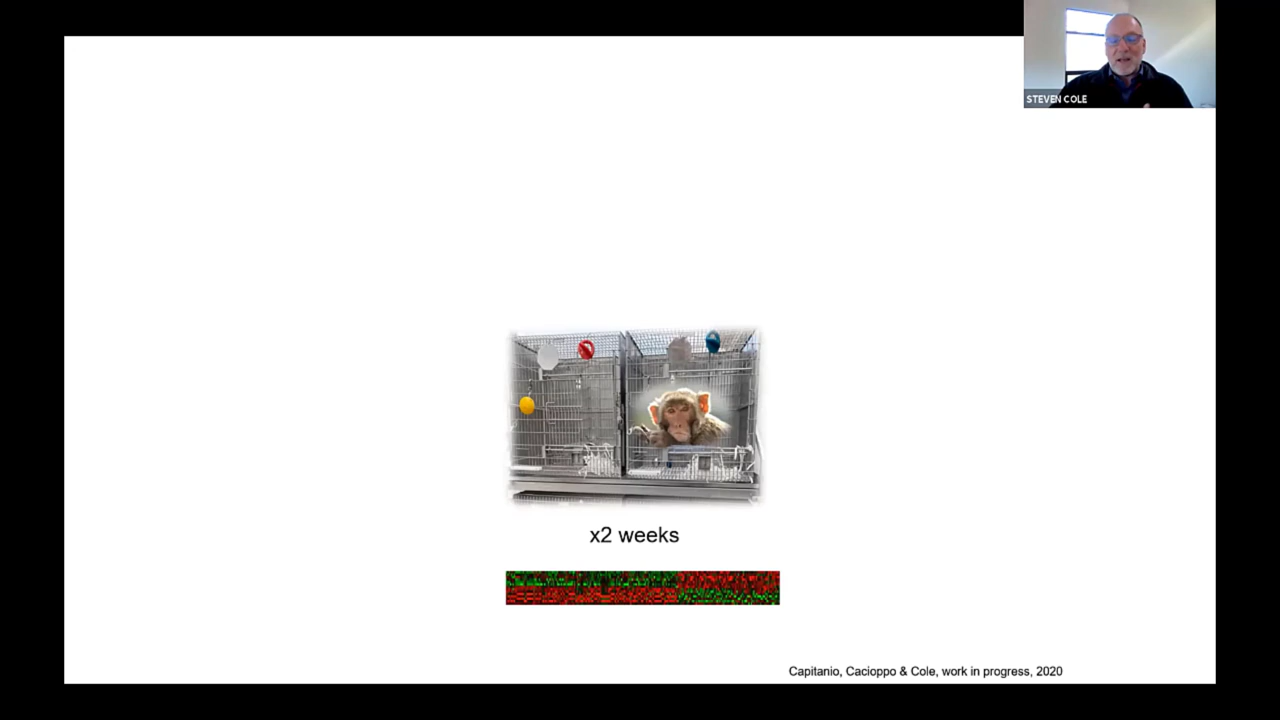 STEVEN COLE
x2 weeks
Capitanio, Cacioppo & Cole, work in progress, 2020